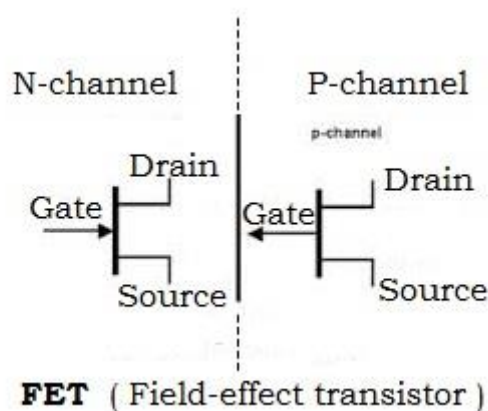 N-channel
P-channel
p-channel
Drain
Gate
Source
Drain
Gate
Source
FET ( Field-effect transistor )